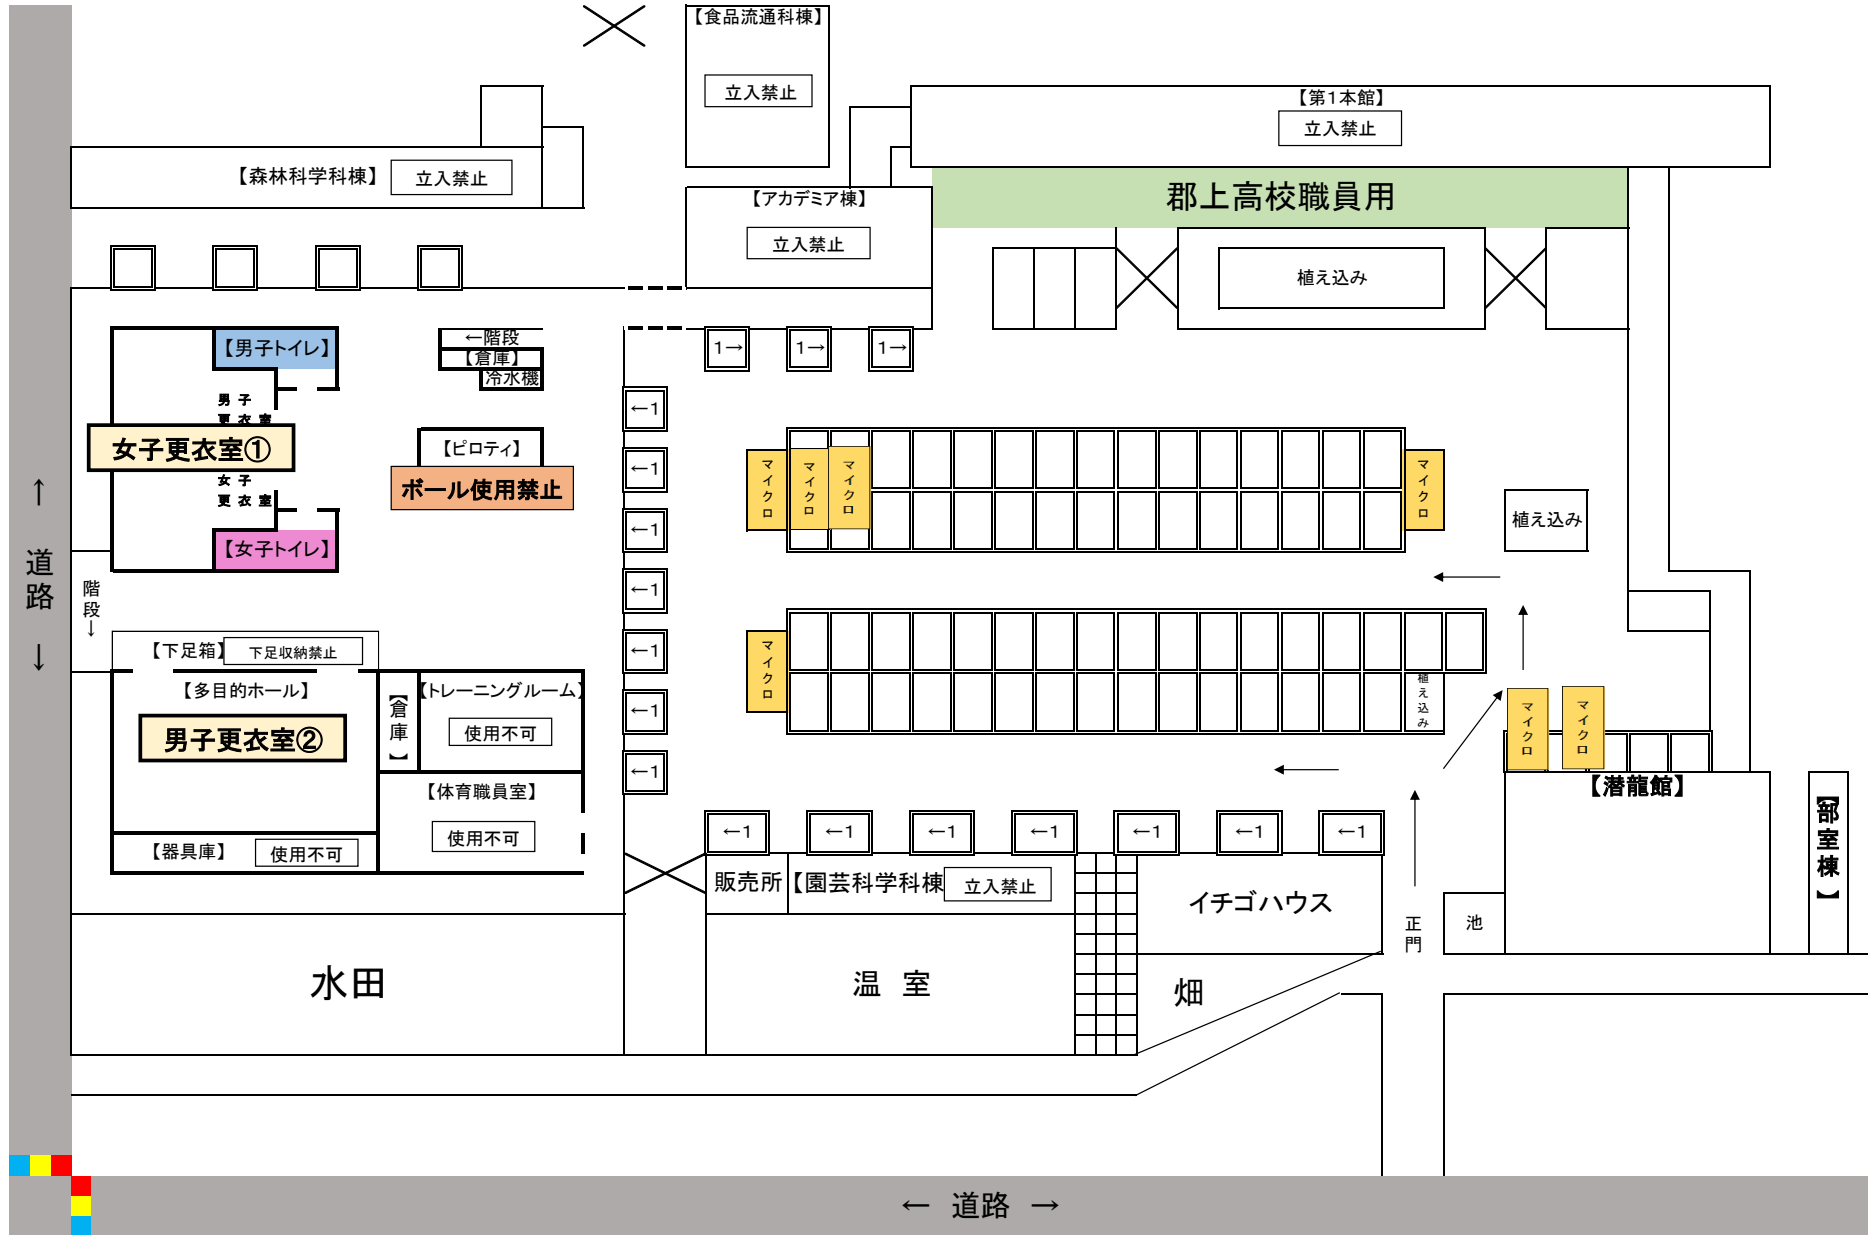 【食品流通科棟】
立入禁止
【第1本館】
立入禁止
【森林科学科棟】
立入禁止
【アカデミア棟】
立入禁止
郡上高校職員用
植え込み
【男子トイレ】
男子
更衣室
女子更衣室①
女子
更衣室
【女子トイレ】
←階段
【倉庫】
冷水機
【ピロティ】
ボール使用禁止
1→
1→
1→
←1
←1
←1
←1
←1
←1
←1
マイクロ
マイクロ
マイクロ
マイクロ
植え込み
マイクロ
植え込み
マイクロ
マイクロ
↑
道路
↓
階段→
【下足箱】
下足収納禁止
【多目的ホール】
男子更衣室②
【倉庫】
【トレーニングルーム】
使用不可
【体育職員室】
使用不可
【器具庫】
使用不可
←1
←1
←1
←1
←1
←1
←1
販売所
【園芸科学科棟
立入禁止
イチゴハウス
正門
池
【潜龍館】
【部室棟】
水田
温 室
畑
← 道路 →